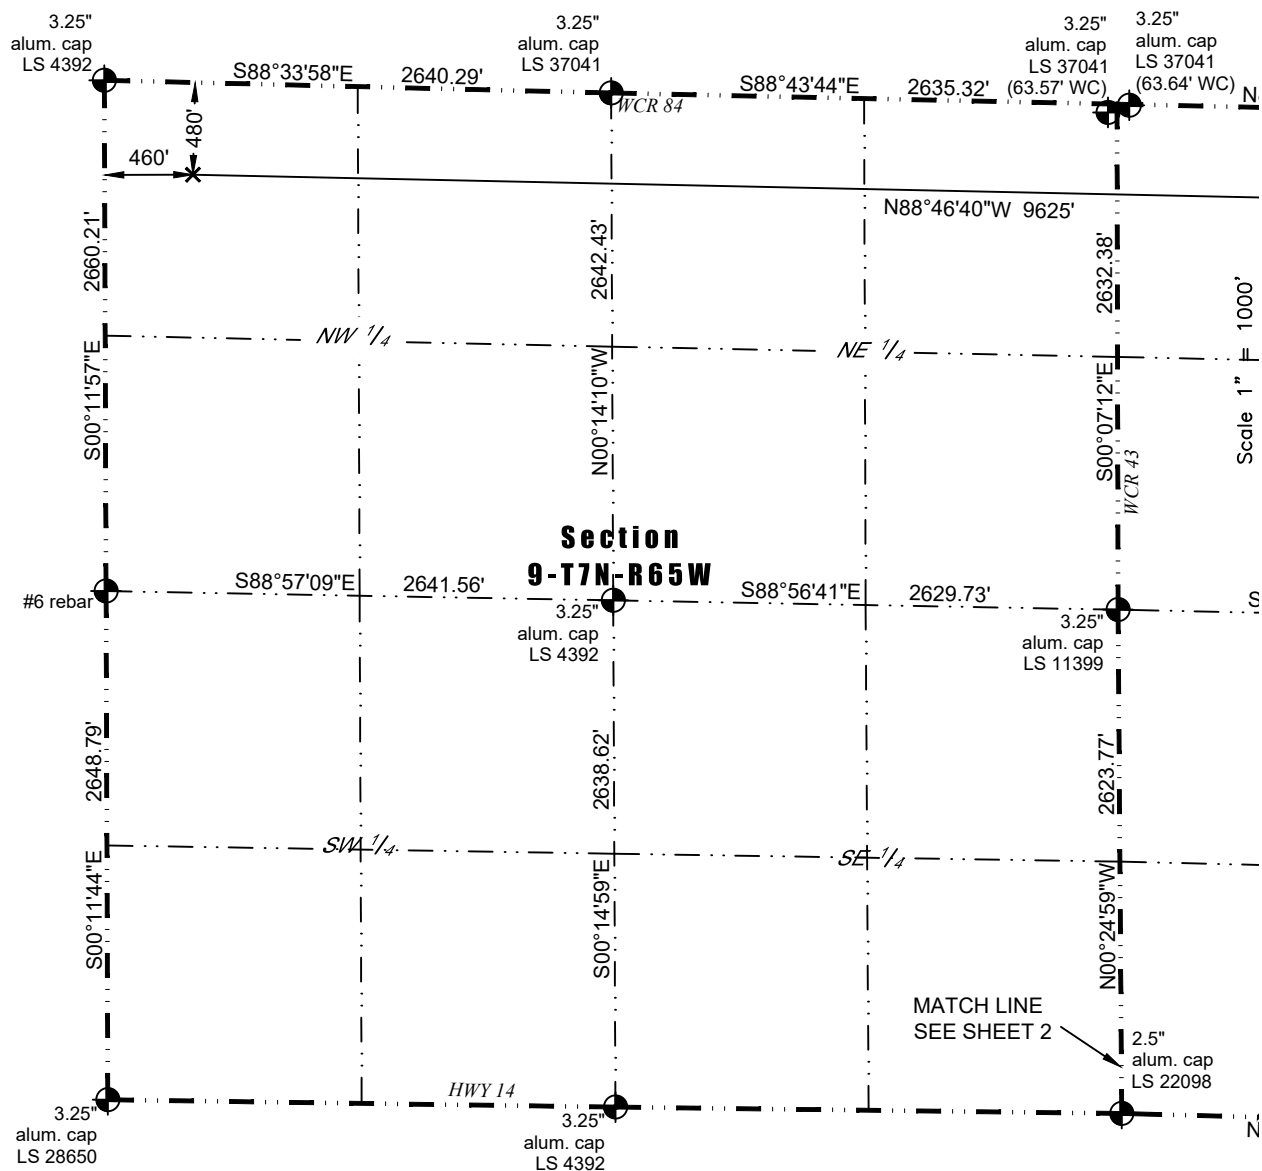 3.25"
alum. cap
LS 4392
3.25"
alum. cap
LS 37041
3.25"
alum. cap
LS 37041
(63.57' WC)
3.25"
alum. cap
LS 37041
(63.64' WC)
S88°33'58"E 2640.29'
S88°43'44"E 2635.32'
WCR 84
480'
460'
N88°46'40"W 9625'
2660.21'
2642.43'
2632.38'
NW 1/4
NE 1/4
S00°11'57"E
N00°14'10"W
S00°07'12"E
WCR 43
Scale 1" = 1000'
Section
9-T7N-R65W
S88°57'09"E 2641.56'
S88°56'41"E 2629.73'
S
#6 rebar
3.25"
alum. cap
LS 4392
3.25"
alum. cap
LS 11399
2648.79'
2638.62'
2623.77'
SW 1/4
SE 1/4
S00°11'44"E
S00°14'59"E
N00°24'59"W
MATCH LINE
SEE SHEET 2
2.5"
alum. cap
LS 22098
HWY 14
3.25"
alum. cap
LS 28650
3.25"
alum. cap
LS 4392
N